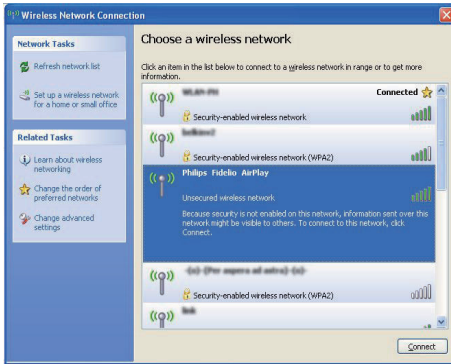 Wireless Network Connection
Network Tasks
Refresh network list
Set up a wireless network
for a home or small office
Related Tasks
Learn about wireless
networking
Change the order of
preferred networks
Change advanced
settings
Choose a wireless network
Click an item in the list below to connect to a wireless network in range or to get more
information.
Connected
Security-enabled wireless network
Security-enabled wireless network (WPA2)
Philips Fidelio AirPlay
Unsecured wireless network
Because security is not enabled on this network, information sent over this
network might be visible to others. To connect to this network, click
Connect.
Security-enabled wireless network (WPA2)
Connect